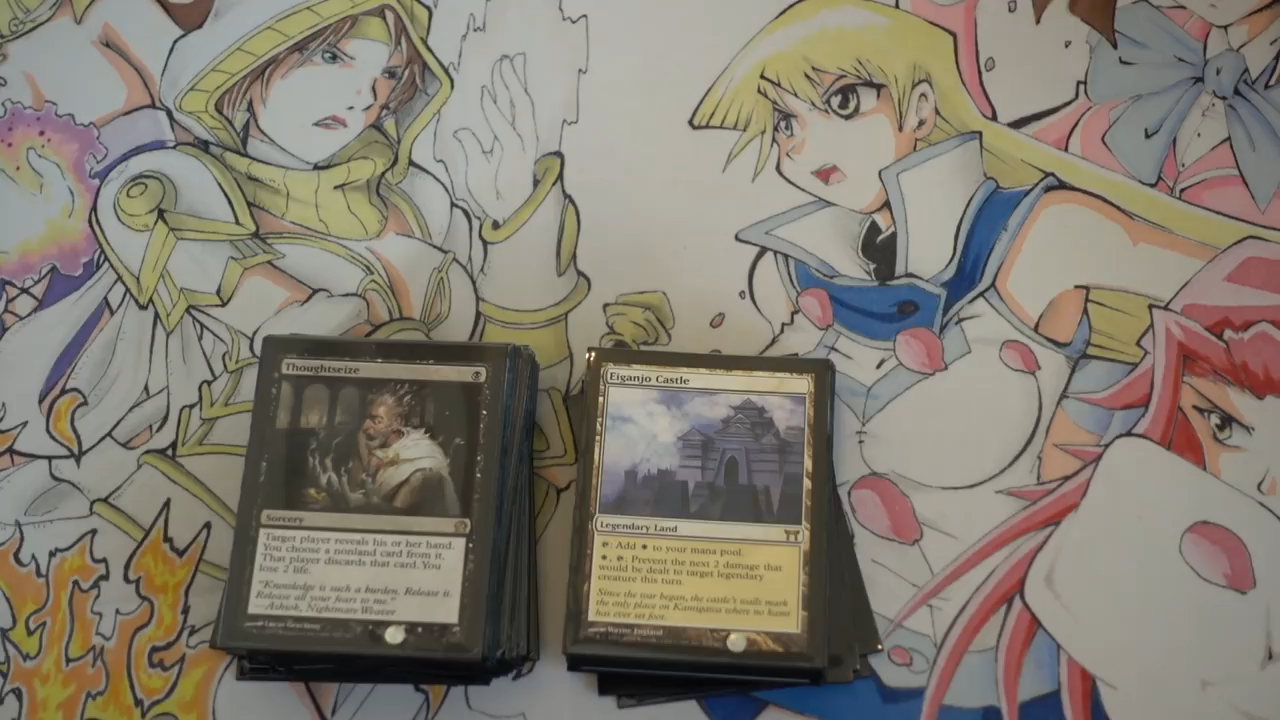 Thoughtseize
Sorcery
Target player reveals his or her hand.
You choose a nonland card from it.
That player discards that card. You
lose 2 life.
"Knowledge is such a burden. Release it.
Release all your fears to me."
—Ashiok, Nightmare Weaver
Eiganjo Castle
Legendary Land
: Add to your mana pool.
, : Prevent the next 2 damage that
would be dealt to target legendary
creature this turn.
Since the war began, the castle's walls mark
the only place on Kamigawa where no kami
has ever set foot.
Wayne England